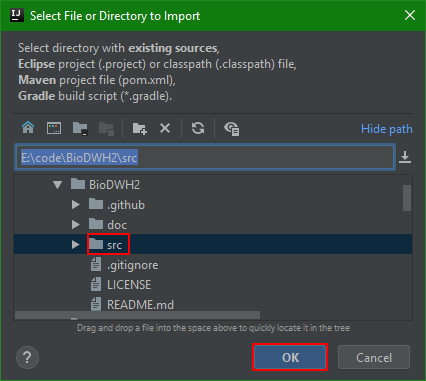 Select File or Directory to Import
Select directory with existing sources,
Eclipse project (.project) or classpath (.classpath) file,
Maven project file (pom.xml),
Gradle build script (*.gradle).
Hide path
E:\code\BioDWH2\src
BioDWH2
.github
doc
src
.gitignore
LICENSE
README.md
Drag and drop a file into the space above to quickly locate it in the tree
?
OK
Cancel